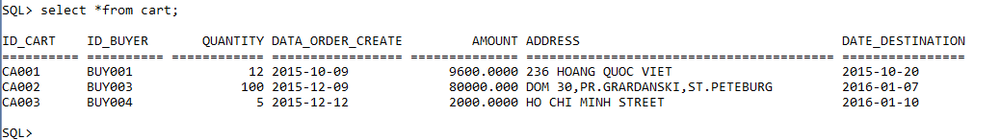 SQL> select *from cart;
ID_CART ID_BUYER QUANTITY DATA_ORDER_CREATE AMOUNT ADDRESS DATE_DESTINATION
========== ========== ============ ================= ============== ======================================== ================
CA001 BUY001 12 2015-10-09 9600.0000 236 HOANG QUOC VIET 2015-10-20
CA002 BUY003 100 2015-12-09 80000.000 DOM 30,PR.GRARDANSKI,ST.PETEBURG 2016-01-07
CA003 BUY004 5 2015-12-12 2000.0000 HO CHI MINH STREET 2016-01-10
SQL>